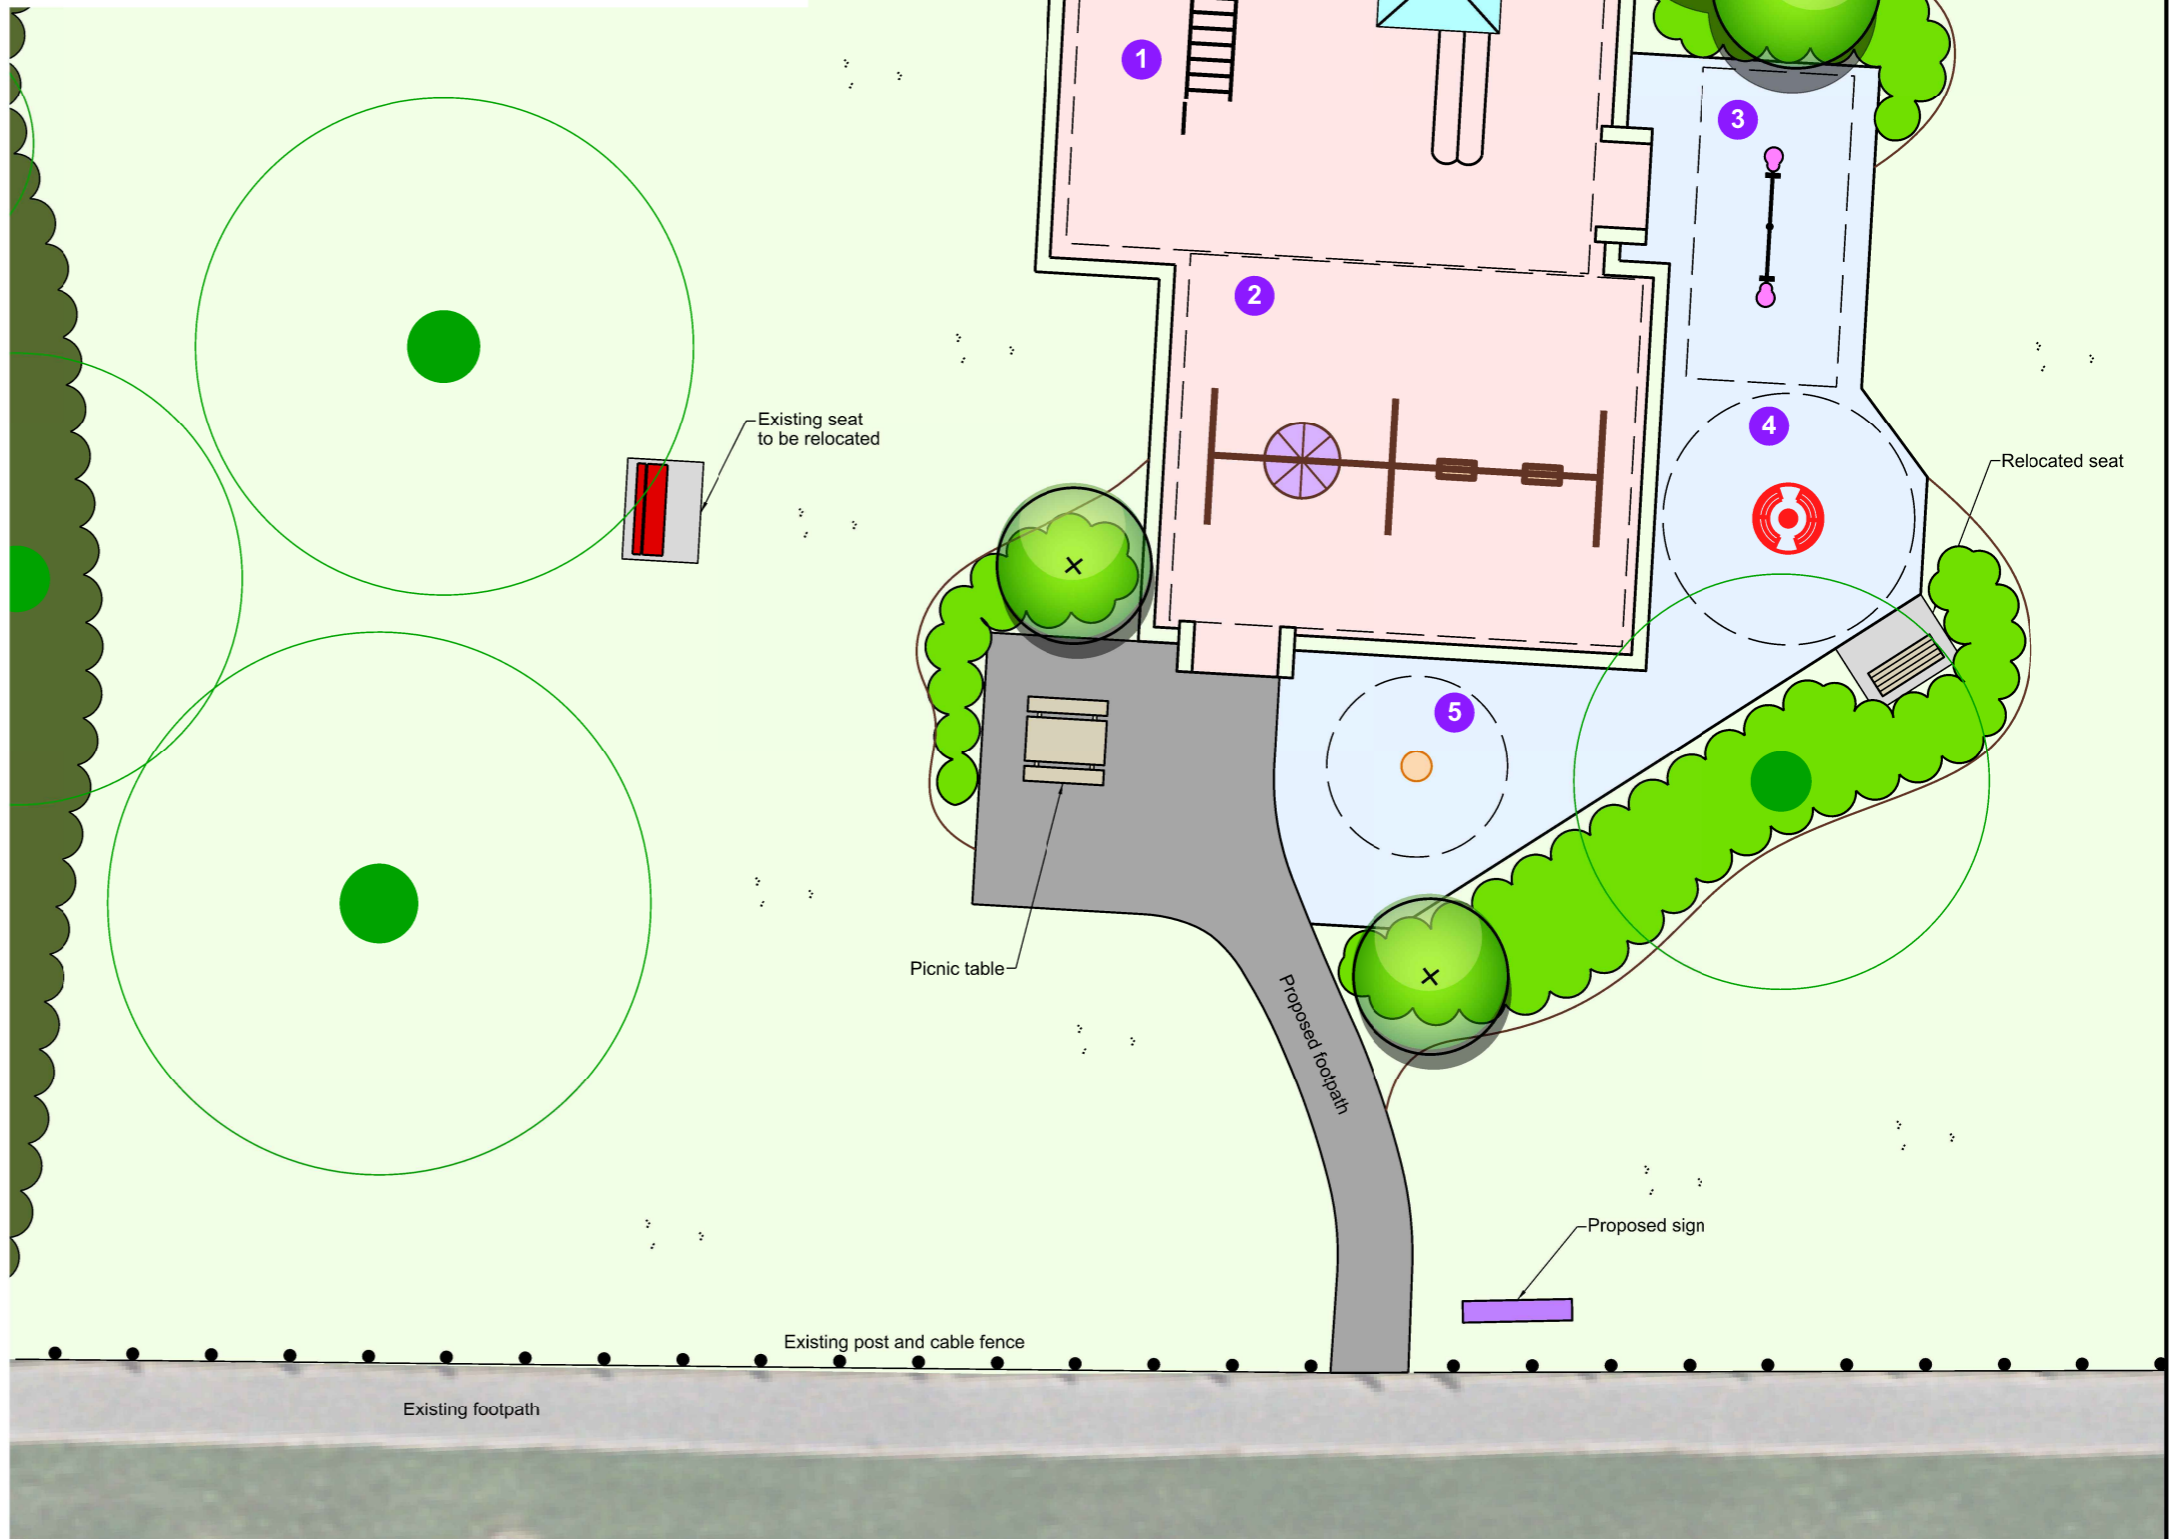 1
3
2
Existing seat
to be relocated
4
Relocated seat
5
Picnic table
Proposed footpath
Proposed sign
Existing post and cable fence
Existing footpath